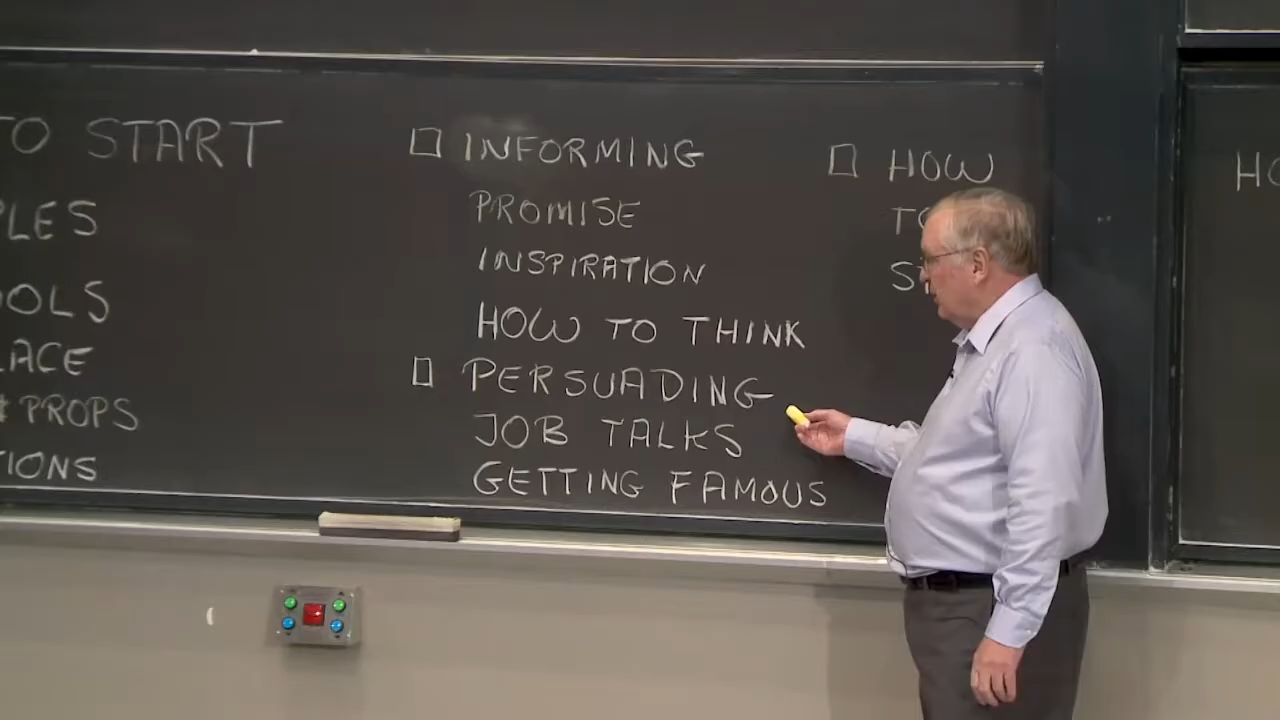 TO START
PLES
OOLS
LACE
PROPS
TIONS
INFORMING
PROMISE
INSPIRATION
HOW TO THINK
PERSUADING
JOB TALKS
GETTING FAMOUS
HOW
TO
S
HO